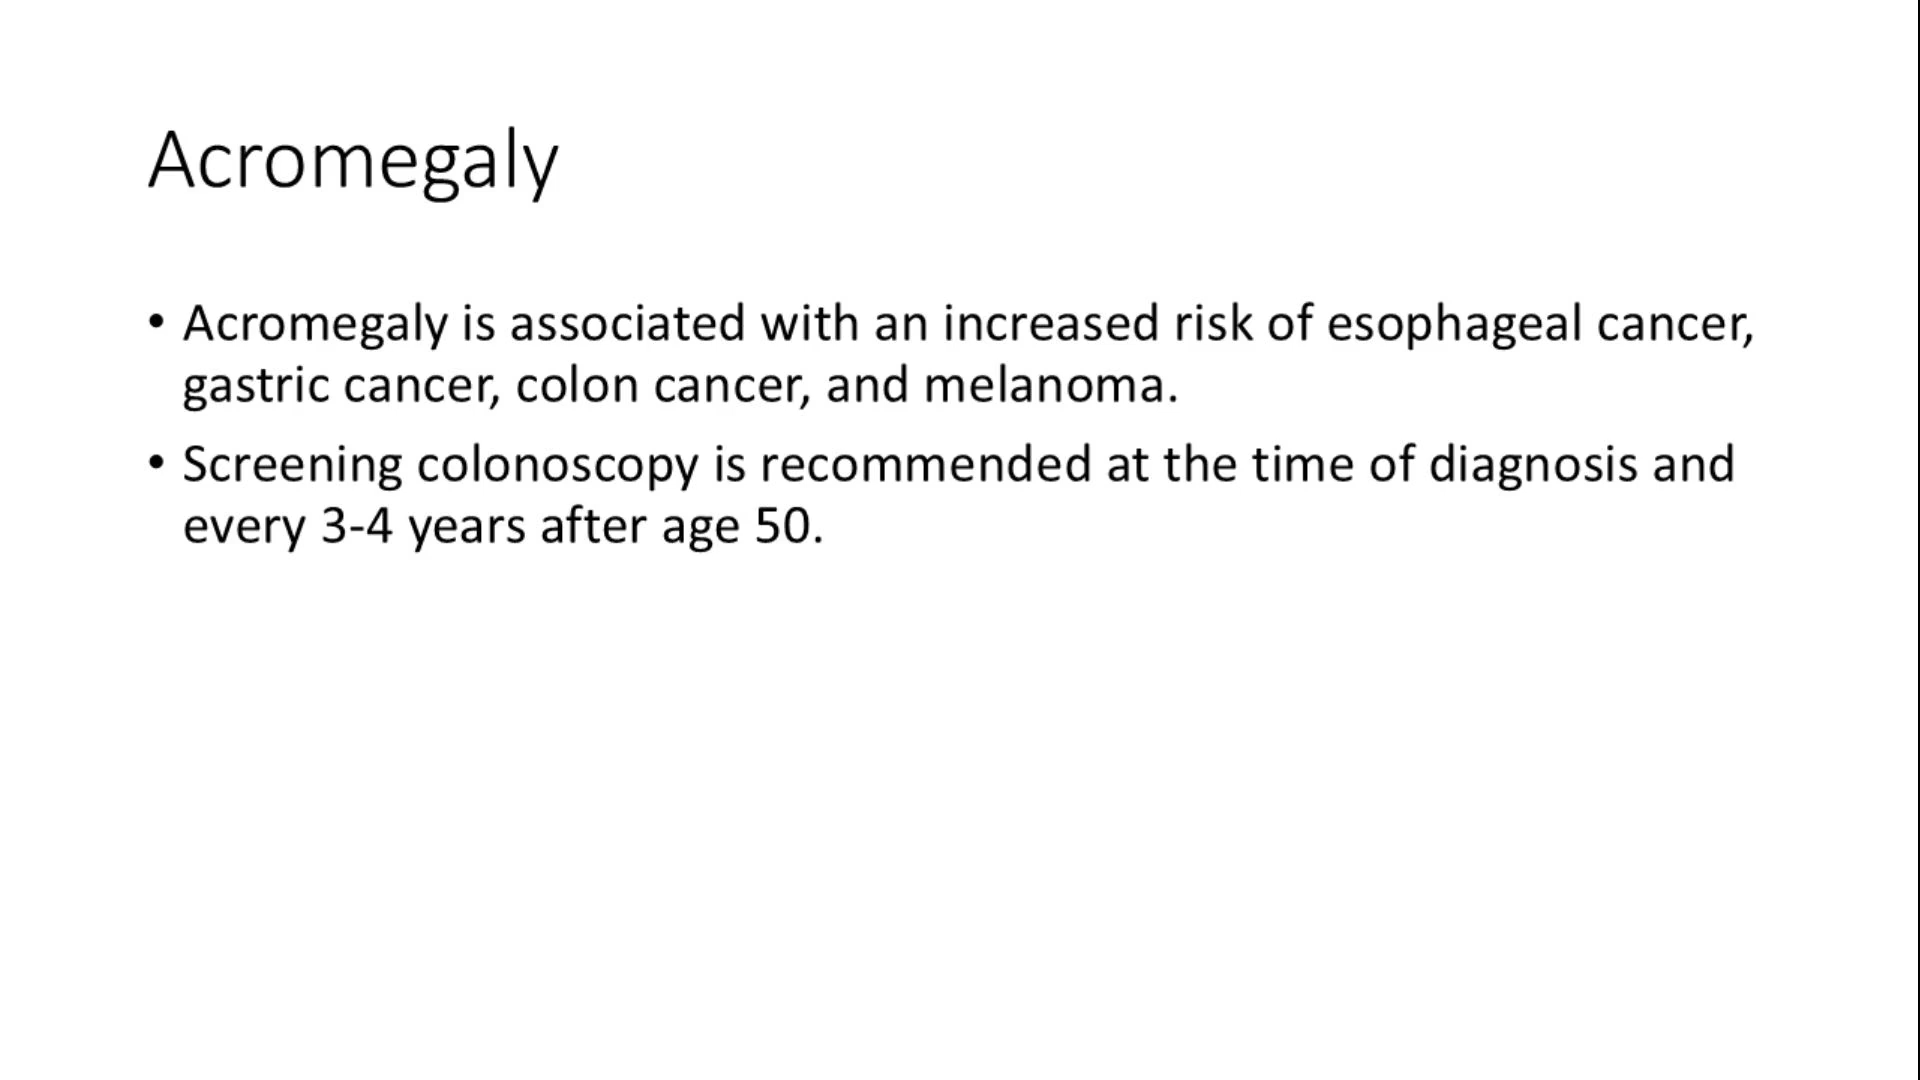 Acromegaly
• Acromegaly is associated with an increased risk of esophageal cancer,
gastric cancer, colon cancer, and melanoma.
• Screening colonoscopy is recommended at the time of diagnosis and
every 3-4 years after age 50.